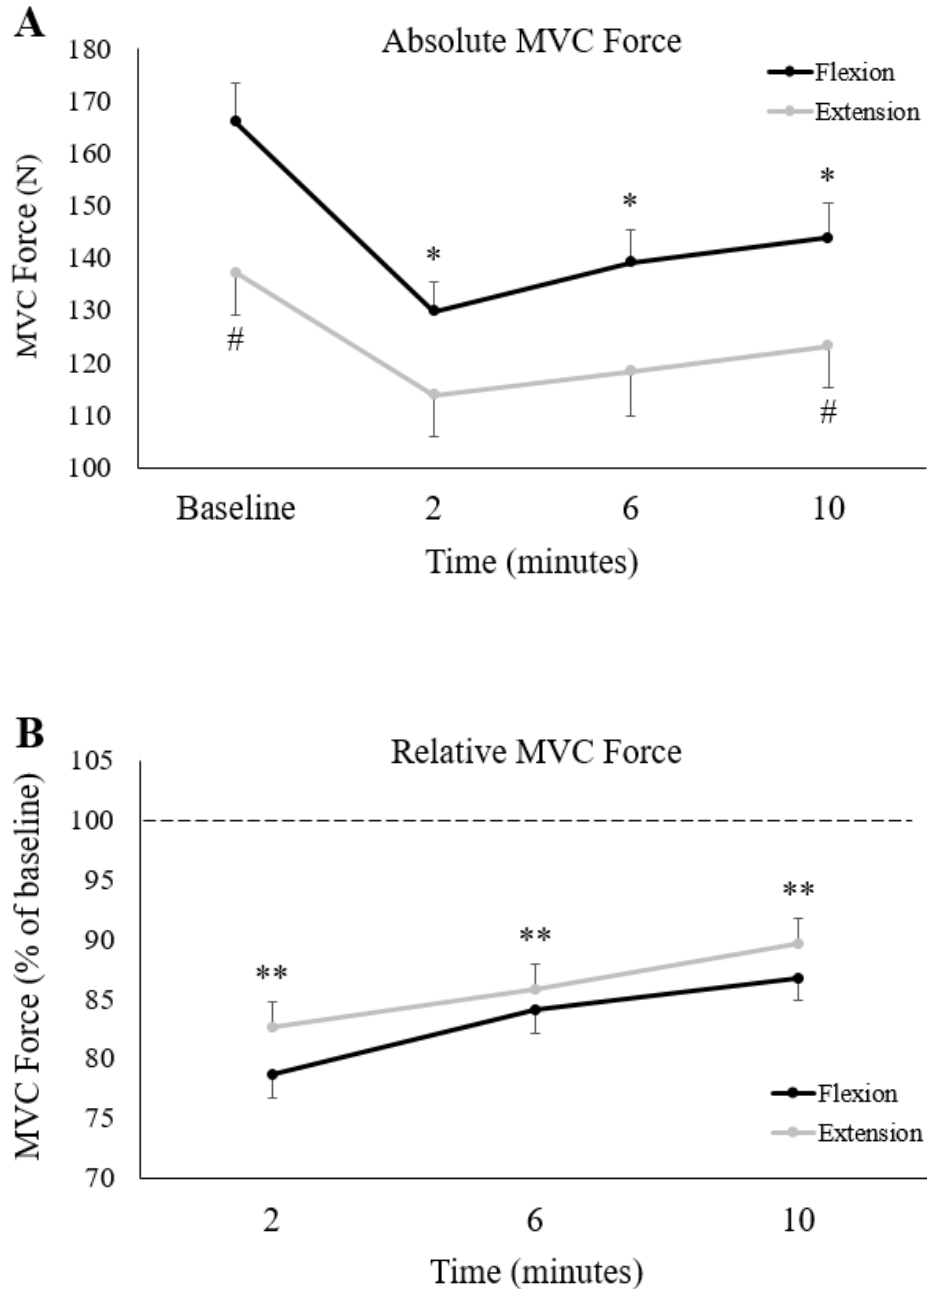 A
Absolute MVC Force
180
170
160
150
140
130
120
110
100
MVC Force (N)
Flexion
Extension
*
*
*
#
#
Baseline 2 6 10
Time (minutes)
B
Relative MVC Force
105
100
95
90
85
80
75
70
MVC Force (% of baseline)
**
**
**
Flexion
Extension
2 6 10
Time (minutes)